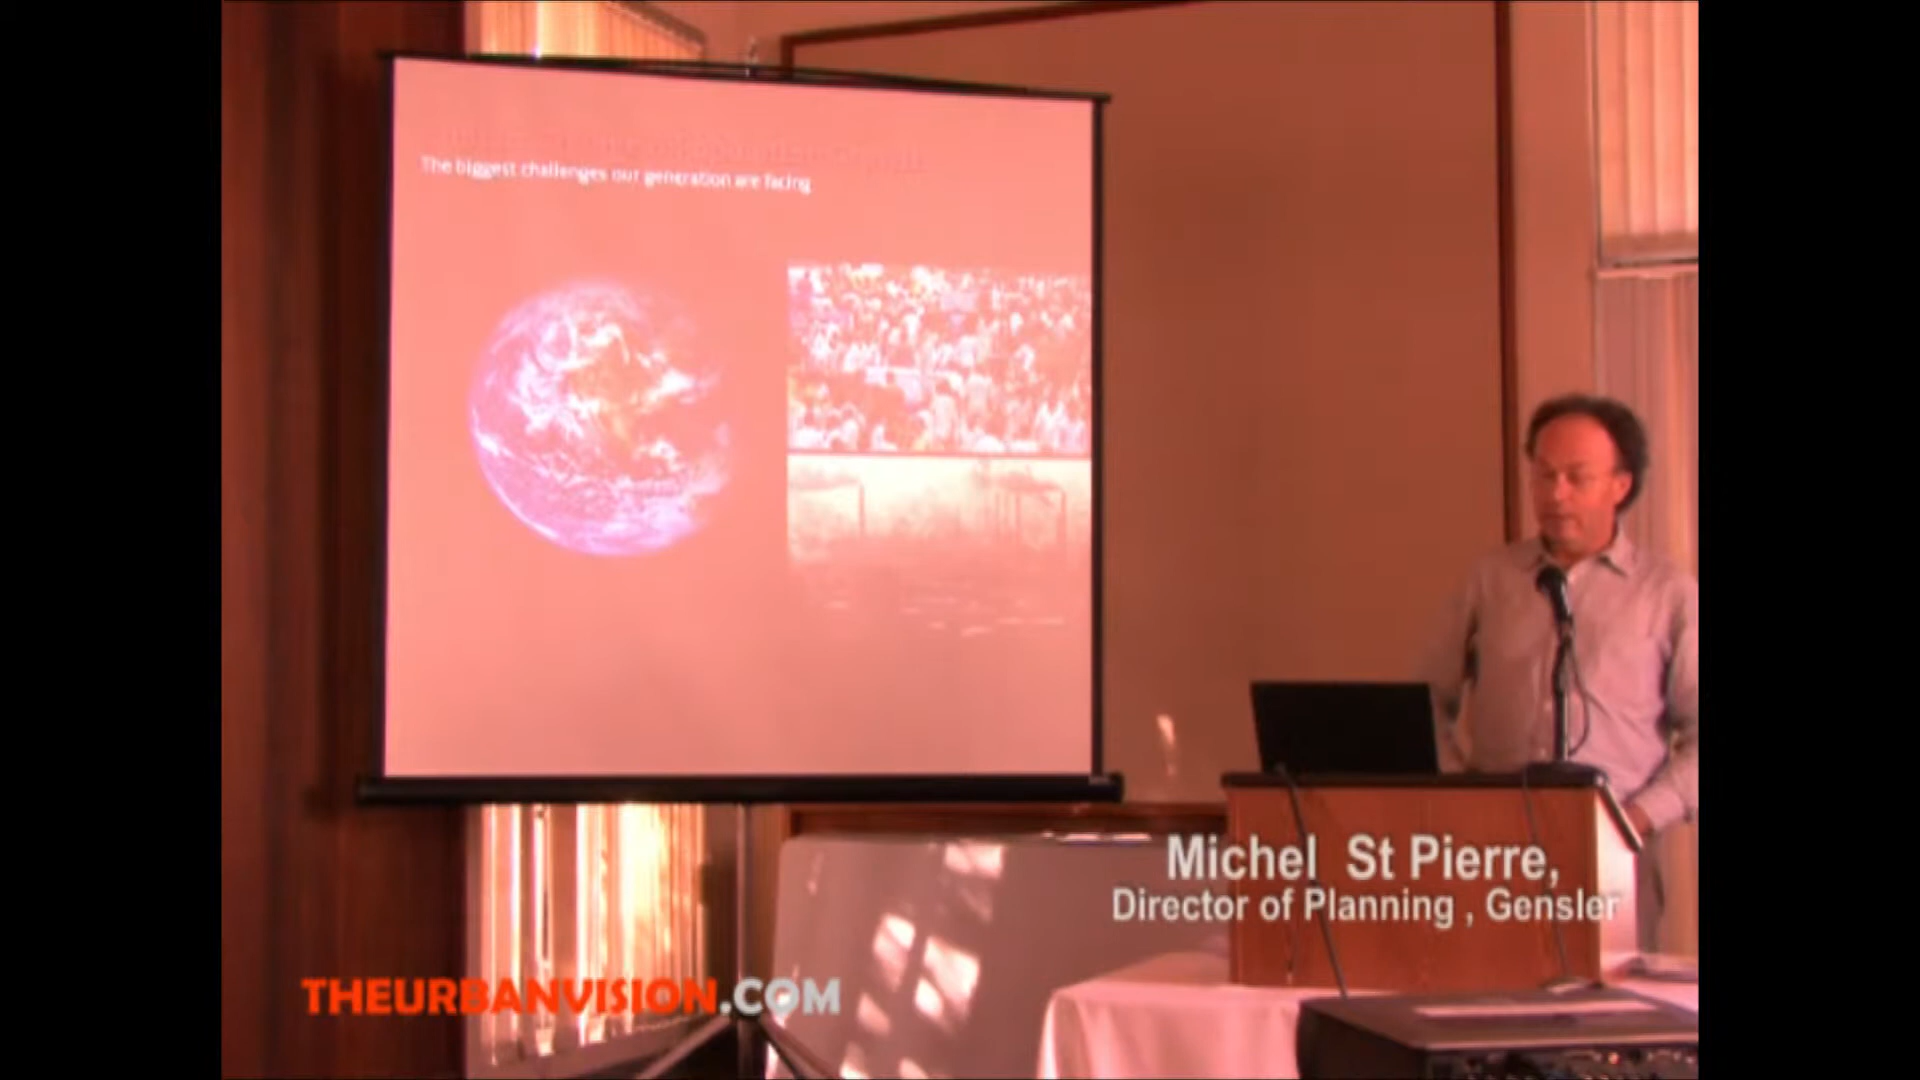 The biggest challenges our generation are facing
Michel St Pierre,
Director of Planning , Gensler
THEURBANVISION.COM